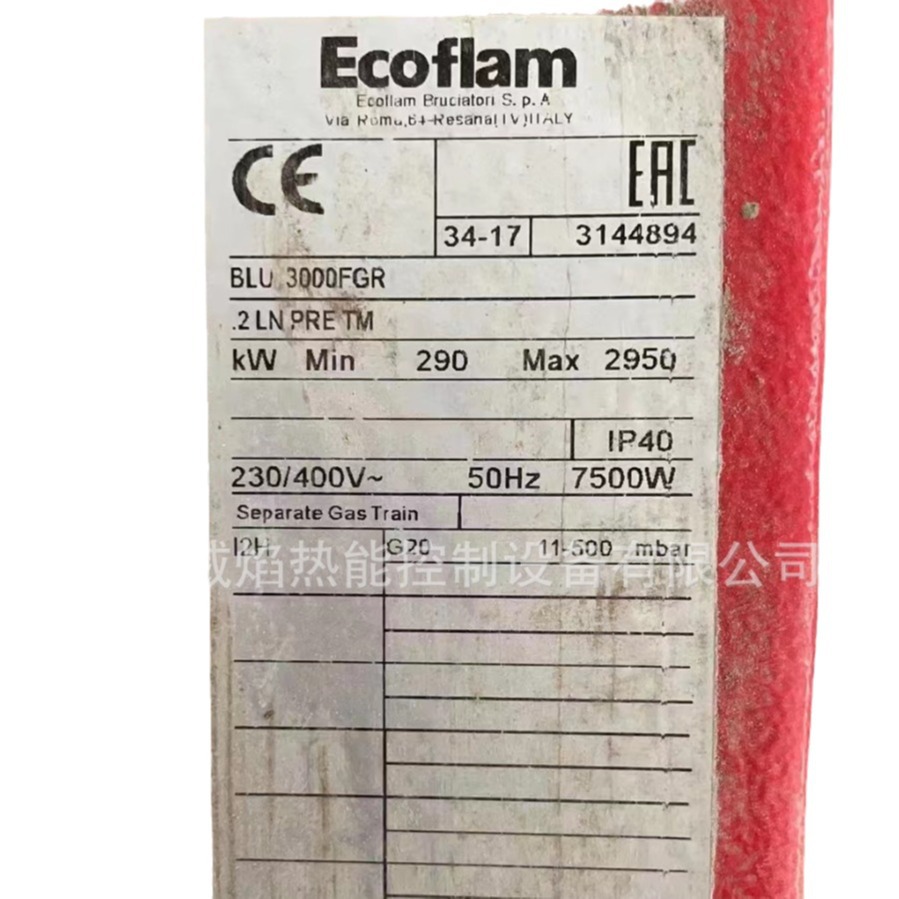 Ecoflam
Ecoflam Bruciatori S. p. A
Via Roma,64-Resana(TV)ITALY
CE
EAC
34-17 3144894
BLU 3000FGR
.2 LN PRE TM
kW Min 290 Max 2950
IP40
230/400V~ 50Hz 7500W
Separate Gas Train
I2H G20 11-500 mbar
焰热能控制设备有限公司